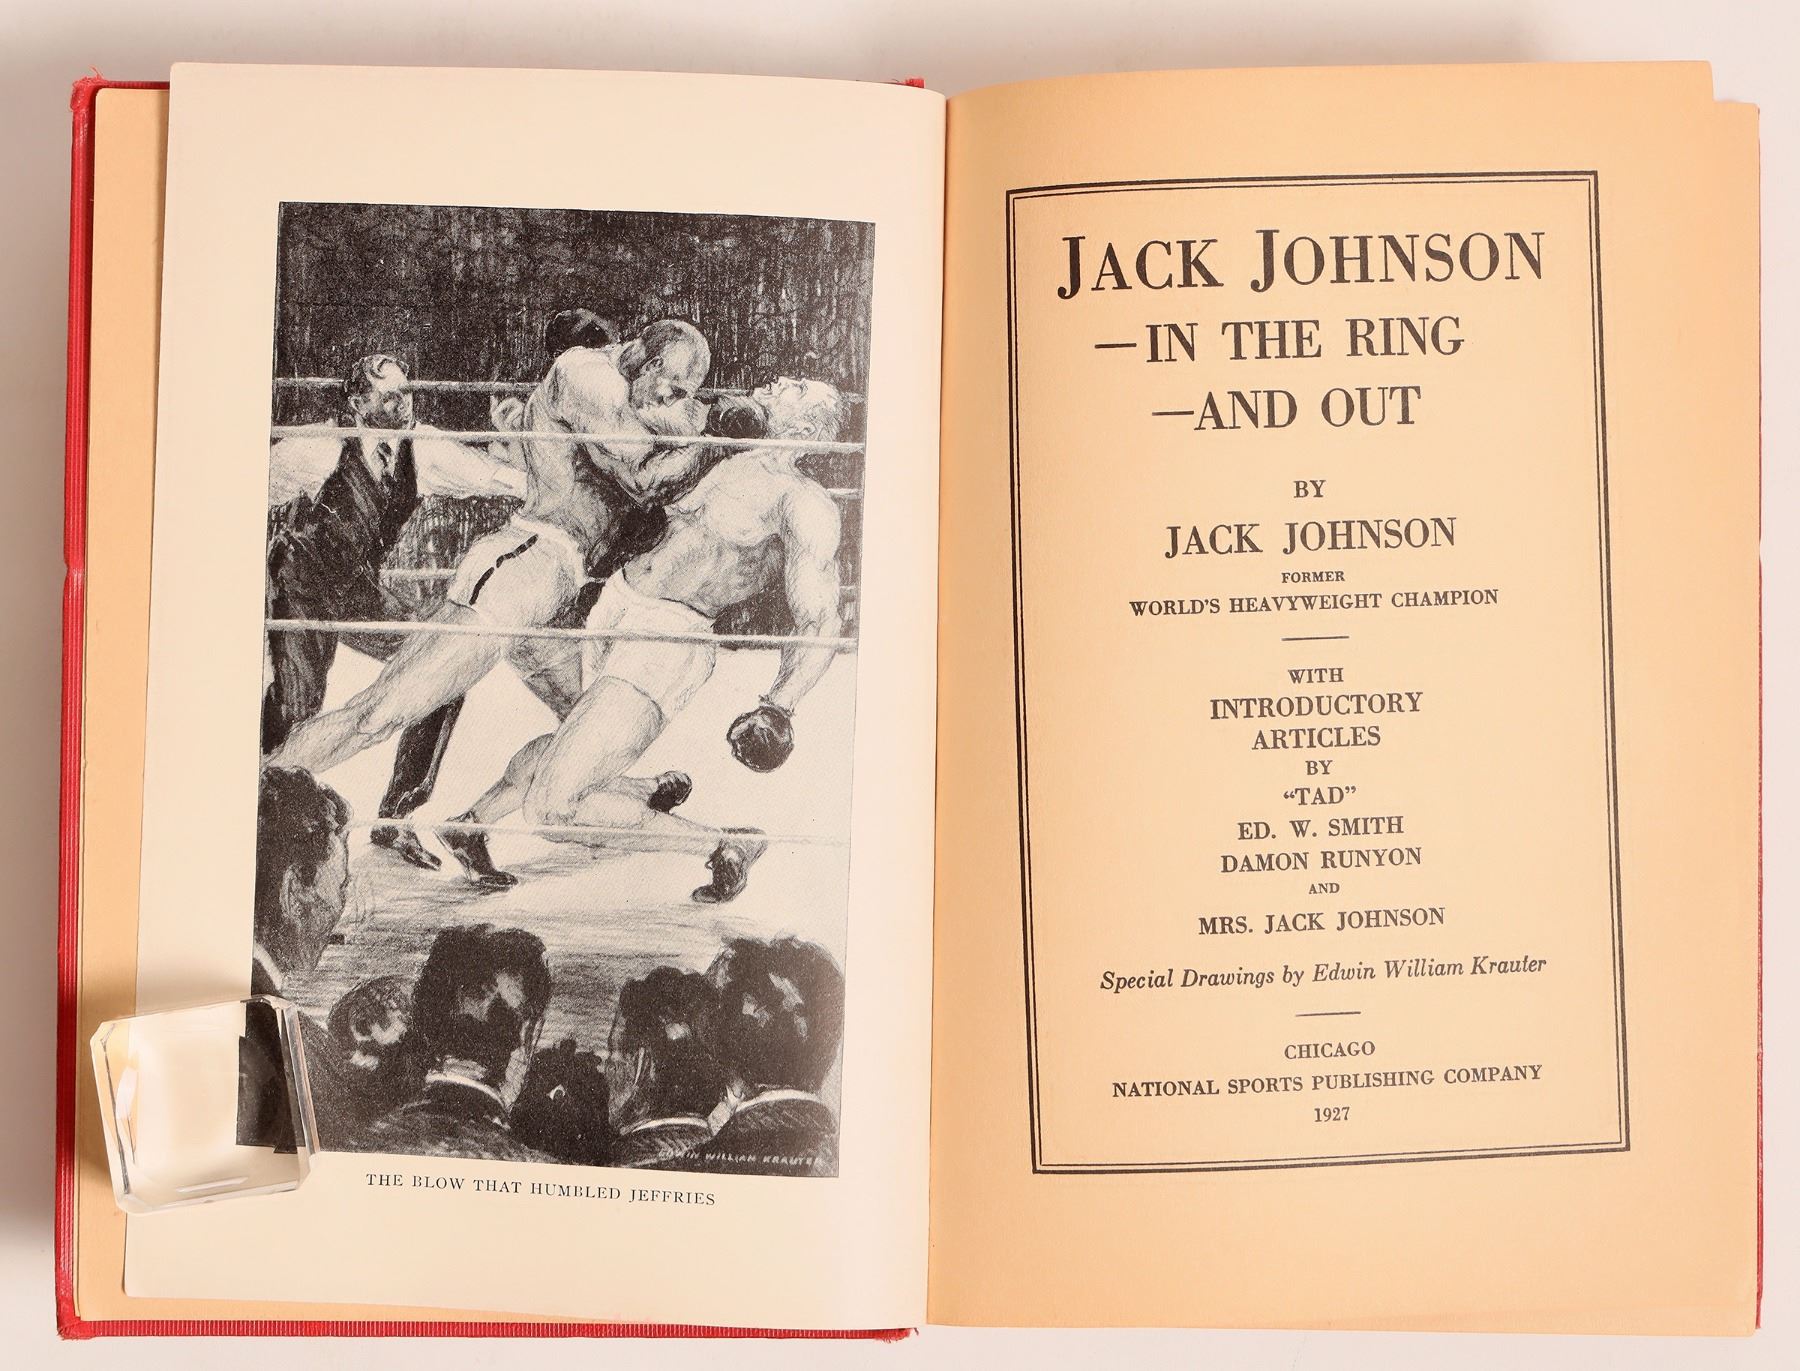 EDWIN WILLIAM KRAUTER
THE BLOW THAT HUMBLED JEFFRIES
JACK JOHNSON
—IN THE RING
—AND OUT
BY
JACK JOHNSON
FORMER
WORLD'S HEAVYWEIGHT CHAMPION
WITH
INTRODUCTORY
ARTICLES
BY
“TAD”
ED. W. SMITH
DAMON RUNYON
AND
MRS. JACK JOHNSON
Special Drawings by Edwin William Krauter
CHICAGO
NATIONAL SPORTS PUBLISHING COMPANY
1927